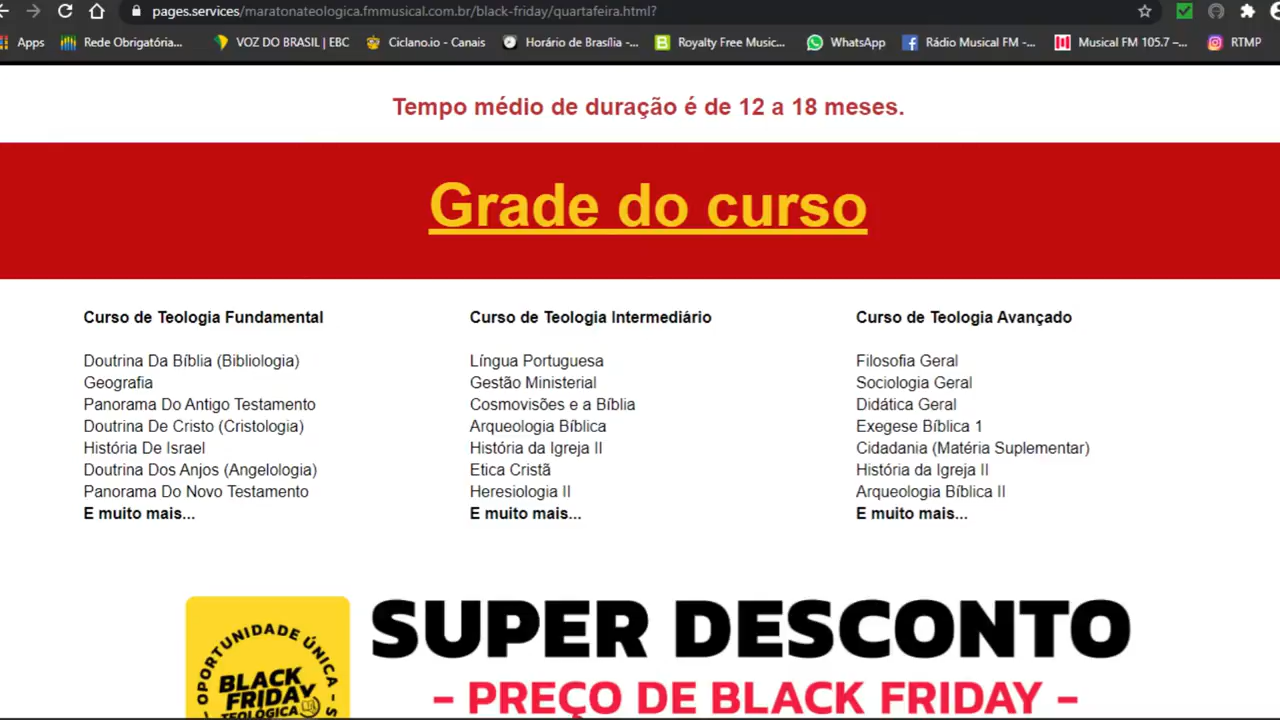 pages.services/maratonateologica.fmmusical.com.br/black-friday/quartafeira.html?
Apps Rede Obrigatória... VOZ DO BRASIL | EBC Ciclano.io - Canais Horário de Brasília -... Royalty Free Music... WhatsApp Rádio Musical FM -... Musical FM 105.7 –... RTMP
Tempo médio de duração é de 12 a 18 meses.
Grade do curso
Curso de Teologia Fundamental
Doutrina Da Bíblia (Bibliologia)
Geografia
Panorama Do Antigo Testamento
Doutrina De Cristo (Cristologia)
História De Israel
Doutrina Dos Anjos (Angelologia)
Panorama Do Novo Testamento
E muito mais...
Curso de Teologia Intermediário
Língua Portuguesa
Gestão Ministerial
Cosmovisões e a Bíblia
Arqueologia Bíblica
História da Igreja II
Etica Cristã
Heresiologia II
E muito mais...
Curso de Teologia Avançado
Filosofia Geral
Sociologia Geral
Didática Geral
Exegese Bíblica 1
Cidadania (Matéria Suplementar)
História da Igreja II
Arqueologia Bíblica II
E muito mais...
- OPORTUNIDADE ÚNICA - S
BLACK
FRIDAY
TEOLÓGICA
SUPER DESCONTO
- PREÇO DE BLACK FRIDAY -